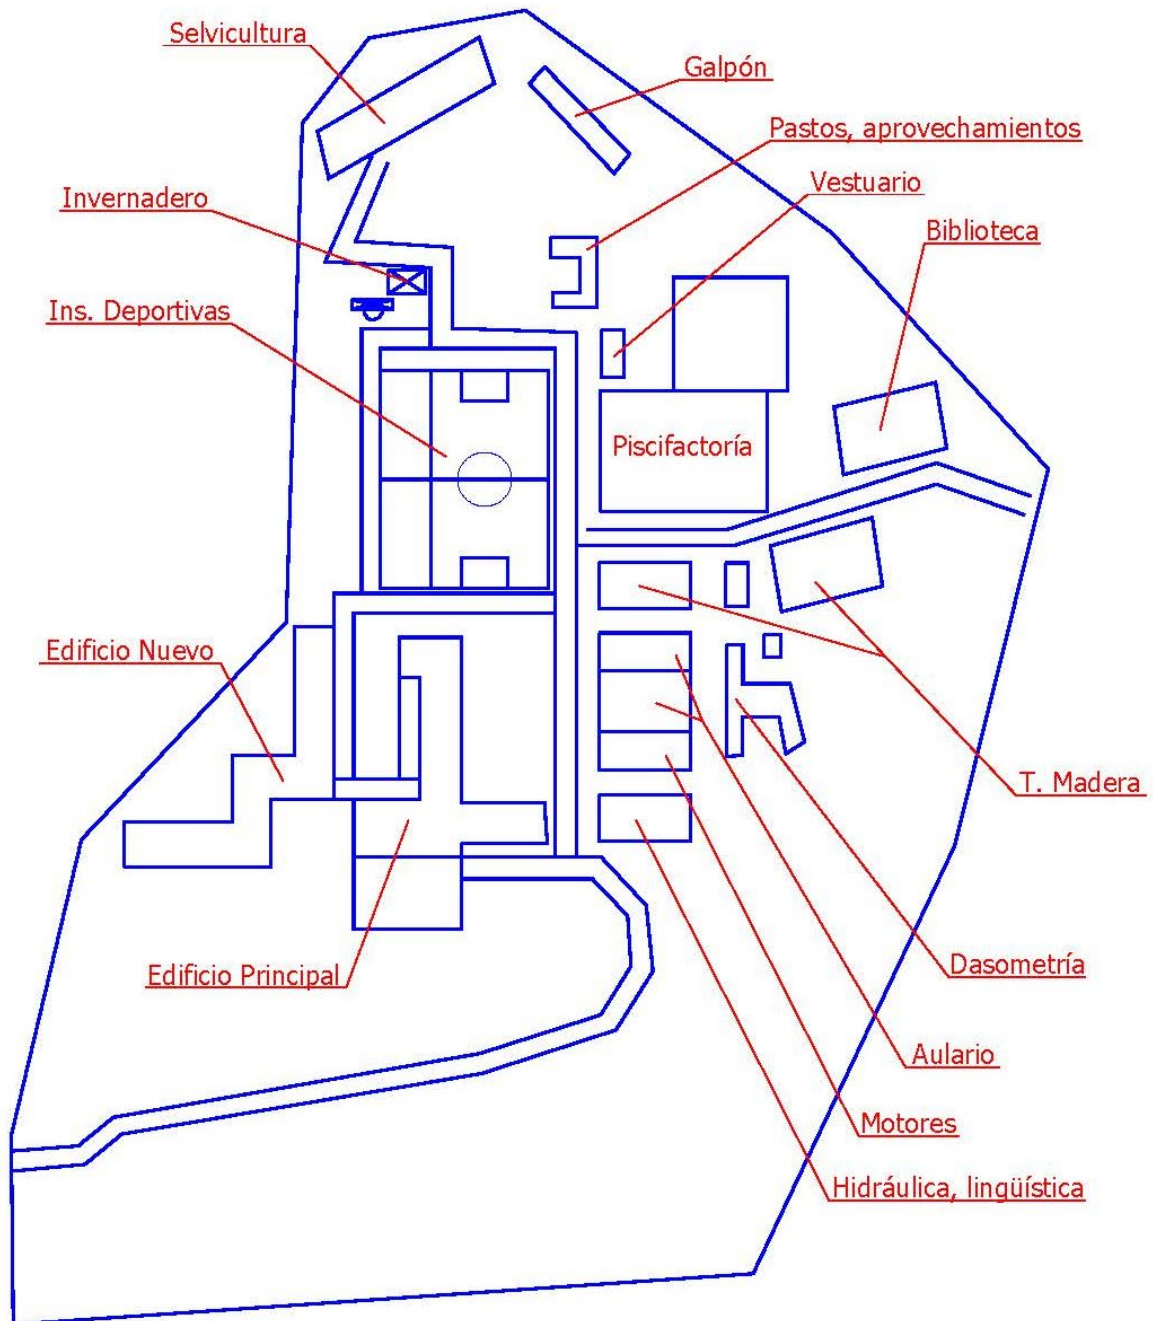 Selvicultura
Galpón
Pastos, aprovechamientos
Vestuario
Invernadero
Biblioteca
Ins. Deportivas
Piscifactoría
Edificio Nuevo
T. Madera
Dasometría
Edificio Principal
Aulario
Motores
Hidráulica, lingüística